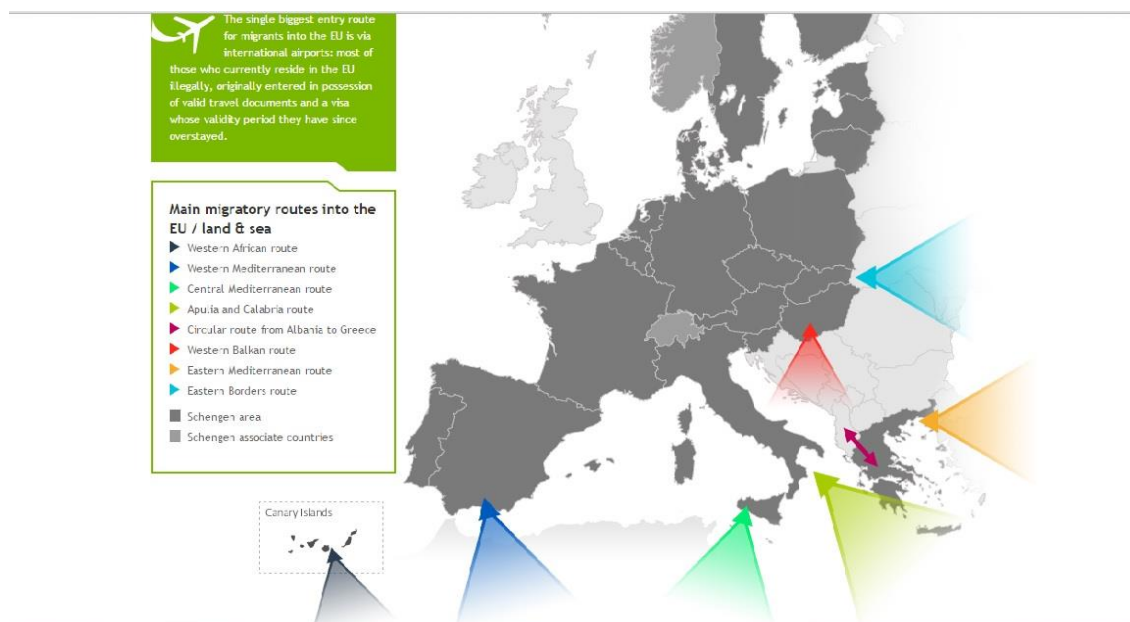 The single biggest entry route
for migrants into the EU is via
international airports: most of
those who currently reside in the EU
illegally, originally entered in possession
of valid travel documents and a visa
whose validity period they have since
overstayed.
Main migratory routes into the
EU / land & sea
Western African route
Western Mediterranean route
Central Mediterranean route
Apulia and Calabria route
Circular route from Albania to Greece
Western Balkan route
Eastern Mediterranean route
Eastern Borders route
Schengen area
Schengen associate countries
Canary Islands